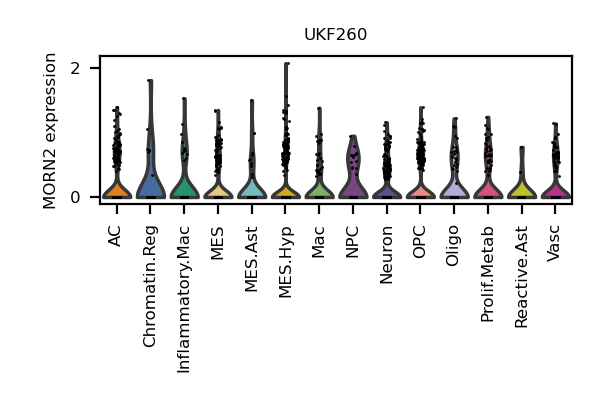 UKF260
MORN2 expression
2
0
AC
Chromatin.Reg
Inflammatory.Mac
MES
MES.Ast
MES.Hyp
Mac
NPC
Neuron
OPC
Oligo
Prolif.Metab
Reactive.Ast
Vasc